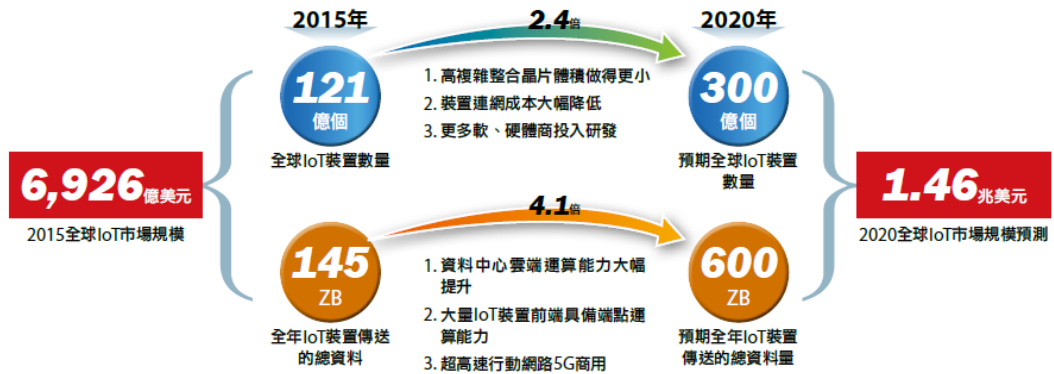 2015年
2.4倍
2020年
121
億個
全球IoT裝置數量
1. 高複雜整合晶片體積做得更小
2. 裝置連網成本大幅降低
3. 更多軟、硬體商投入研發
300
億個
預期全球IoT裝置
數量
6,926億美元
2015全球IoT市場規模
1.46兆美元
2020全球IoT市場規模預測
4.1倍
145
ZB
全年IoT裝置傳送
的總資料
1. 資料中心雲端運算能力大幅
提升
2. 大量IoT裝置前端具備端點運
算能力
3. 超高速行動網路5G商用
600
ZB
預期全年IoT裝置
傳送的總資料量